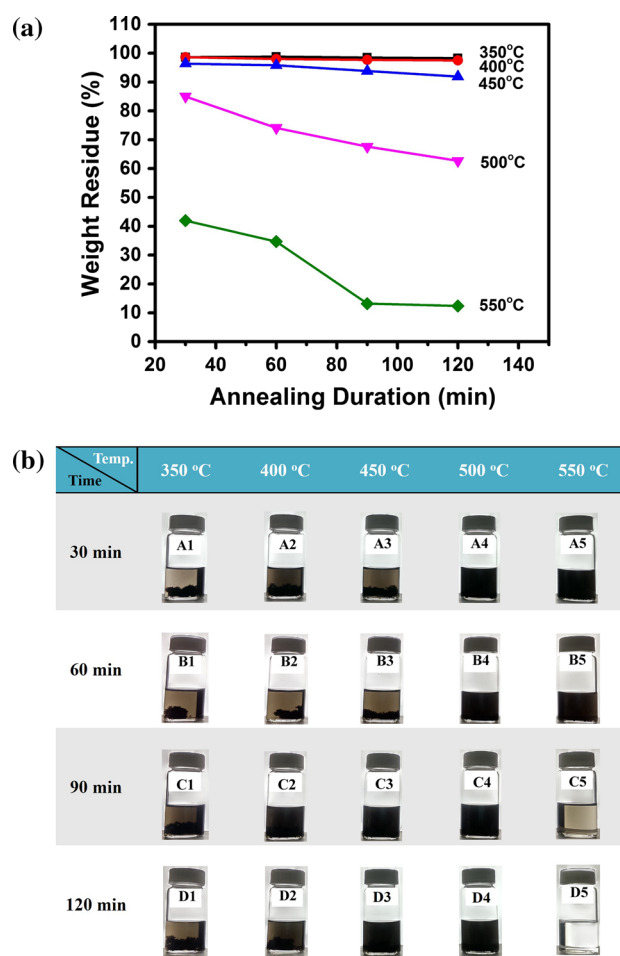 (a)
110
100
90
80
70
60
50
40
30
20
10
0
Weight Residue (%)
350°C
400°C
450°C
500°C
550°C
20 40 60 80 100 120 140
Annealing Duration (min)
(b)
Temp.
Time
350 °C 400 °C 450 °C 500 °C 550 °C
30 min A1 A2 A3 A4 A5
60 min B1 B2 B3 B4 B5
90 min C1 C2 C3 C4 C5
120 min D1 D2 D3 D4 D5